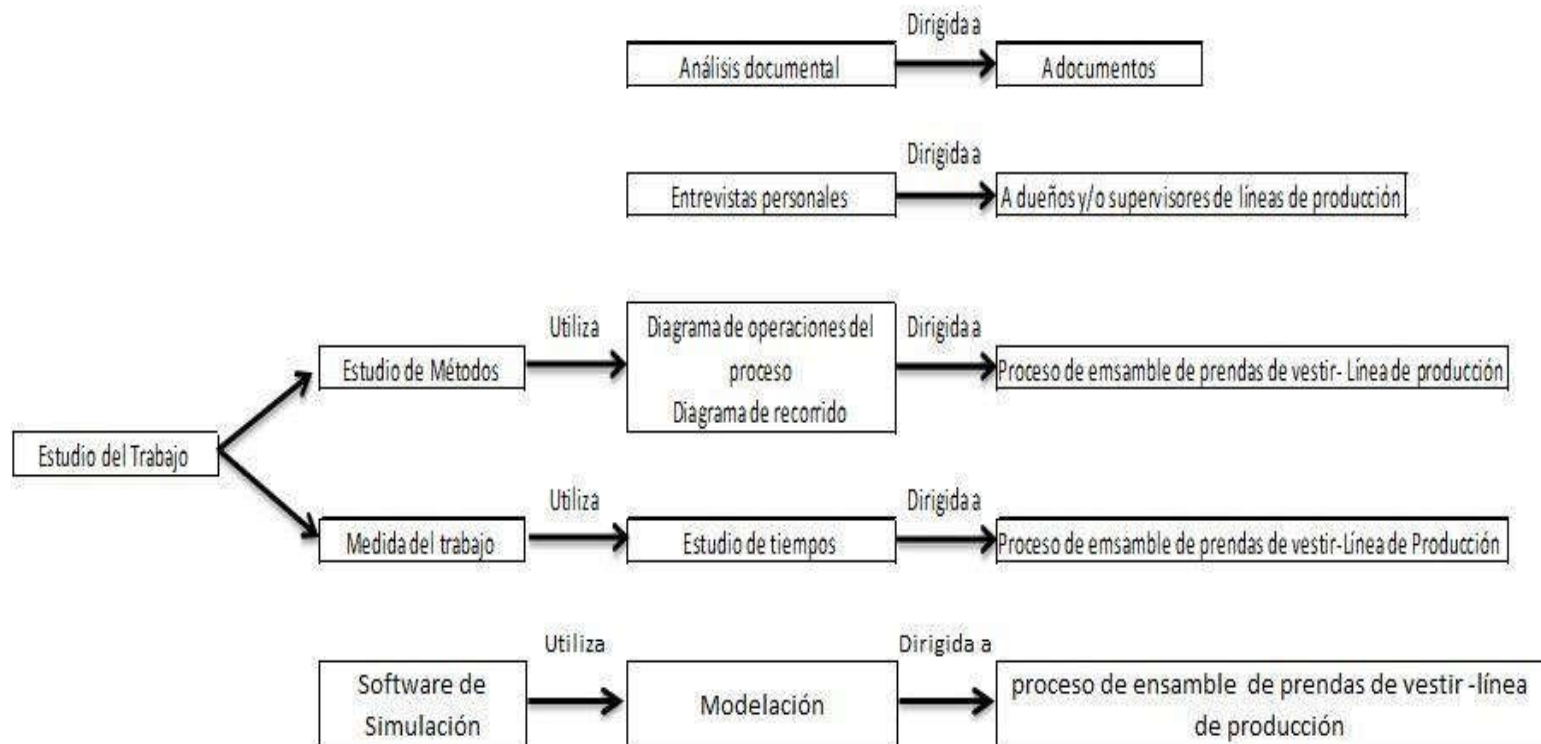 Dirigida a
Análisis documental
A documentos
Dirigida a
Entrevistas personales
A dueños y/o supervisores de líneas de producción
Utiliza
Diagrama de operaciones del
proceso
Diagrama de recorrido
Dirigida a
Estudio de Métodos
Proceso de emsamble de prendas de vestir- Línea de producción
Estudio del Trabajo
Utiliza
Dirigida a
Medida del trabajo
Estudio de tiempos
Proceso de emsamble de prendas de vestir-Línea de Producción
Utiliza
Dirigida a
Software de
Simulación
Modelación
proceso de ensamble de prendas de vestir -línea
de producción